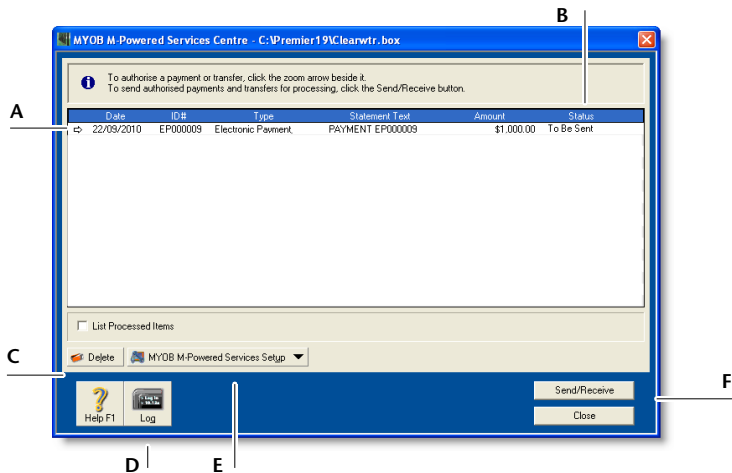 B
MYOB M-Powered Services Centre - C:\Premier19\Clearwtr.box
To authorise a payment or transfer, click the zoom arrow beside it.
To send authorised payments and transfers for processing, click the Send/Receive button.
A
Date ID# Type Statement Text Amount Status
22/09/2010 EP000009 Electronic Payment PAYMENT EP000009 $1,000.00 To Be Sent
List Processed Items
C
Delete MYOB M-Powered Services Setup
F
Send/Receive
Help F1 Log
Close
D E